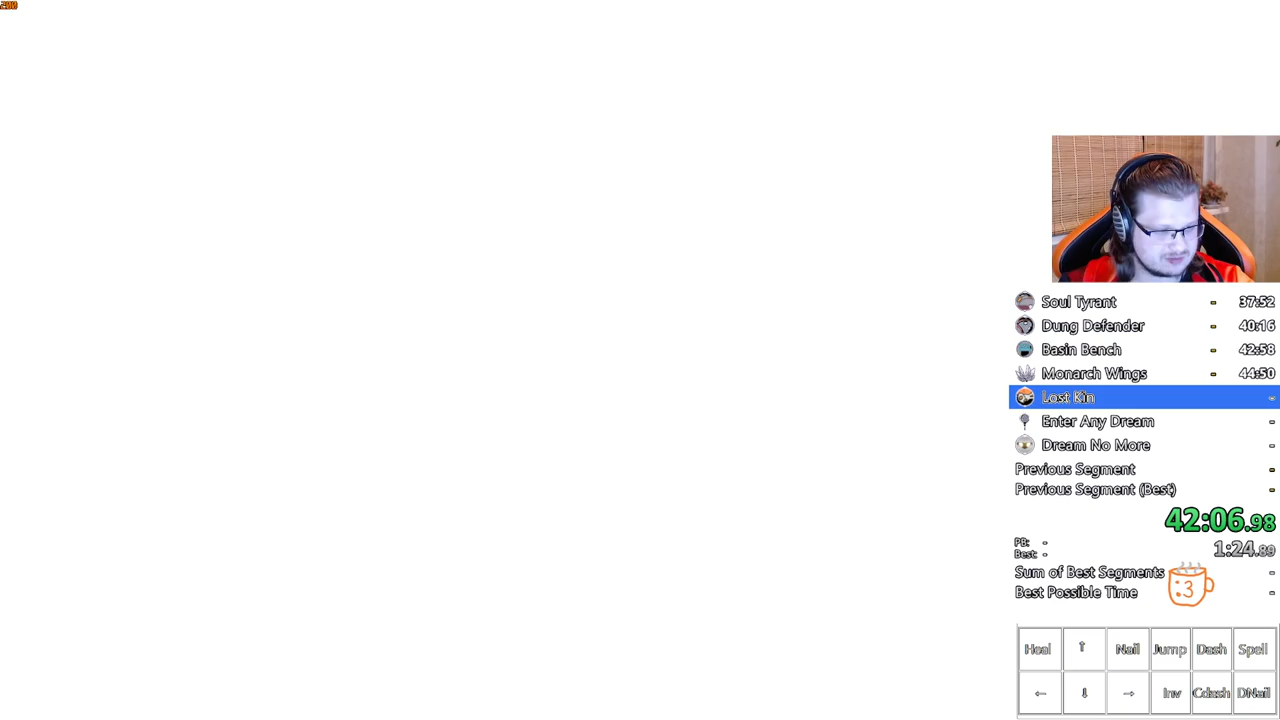 Soul Tyrant - 37:52
Dung Defender - 40:16
Basin Bench - 42:58
Monarch Wings - 44:50
Lost Kin -
Enter Any Dream -
Dream No More -
Previous Segment -
Previous Segment (Best) -
42:06.98
PB: -
Best: - 1:24.89
Sum of Best Segments -
Best Possible Time -
:3
Heal ↑ Nail Jump Dash Spell
← ↓ → Inv Cdash DNail